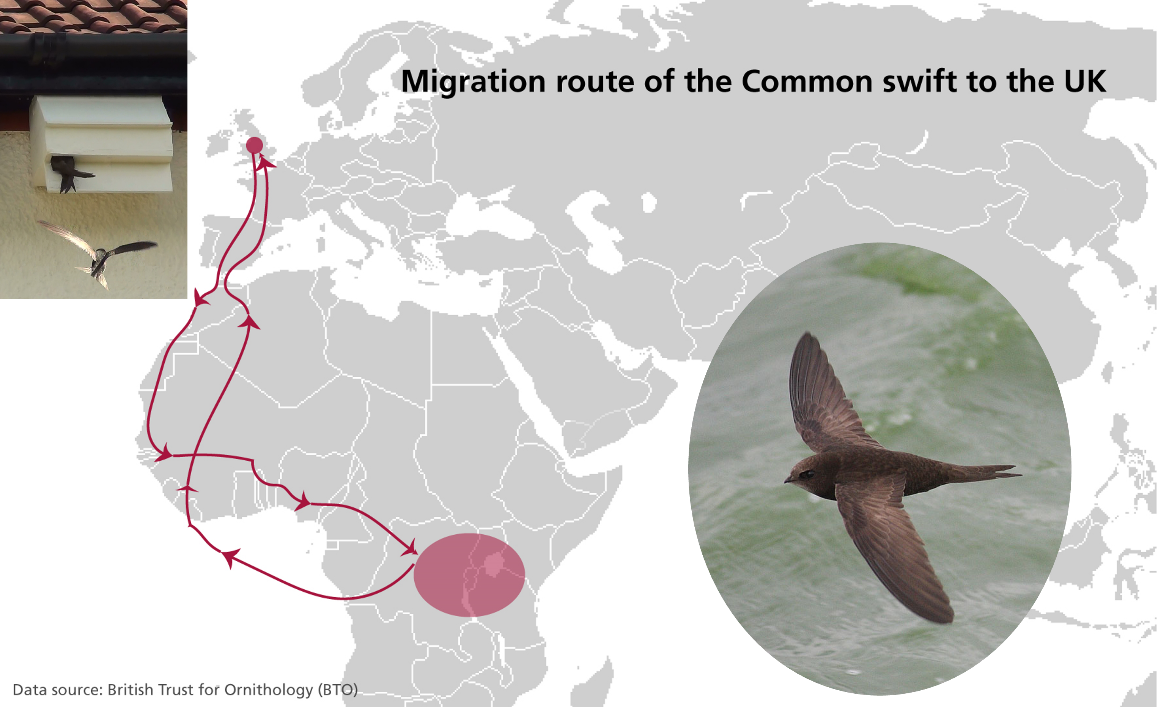 Migration route of the Common swift to the UK
Data source: British Trust for Ornithology (BTO)